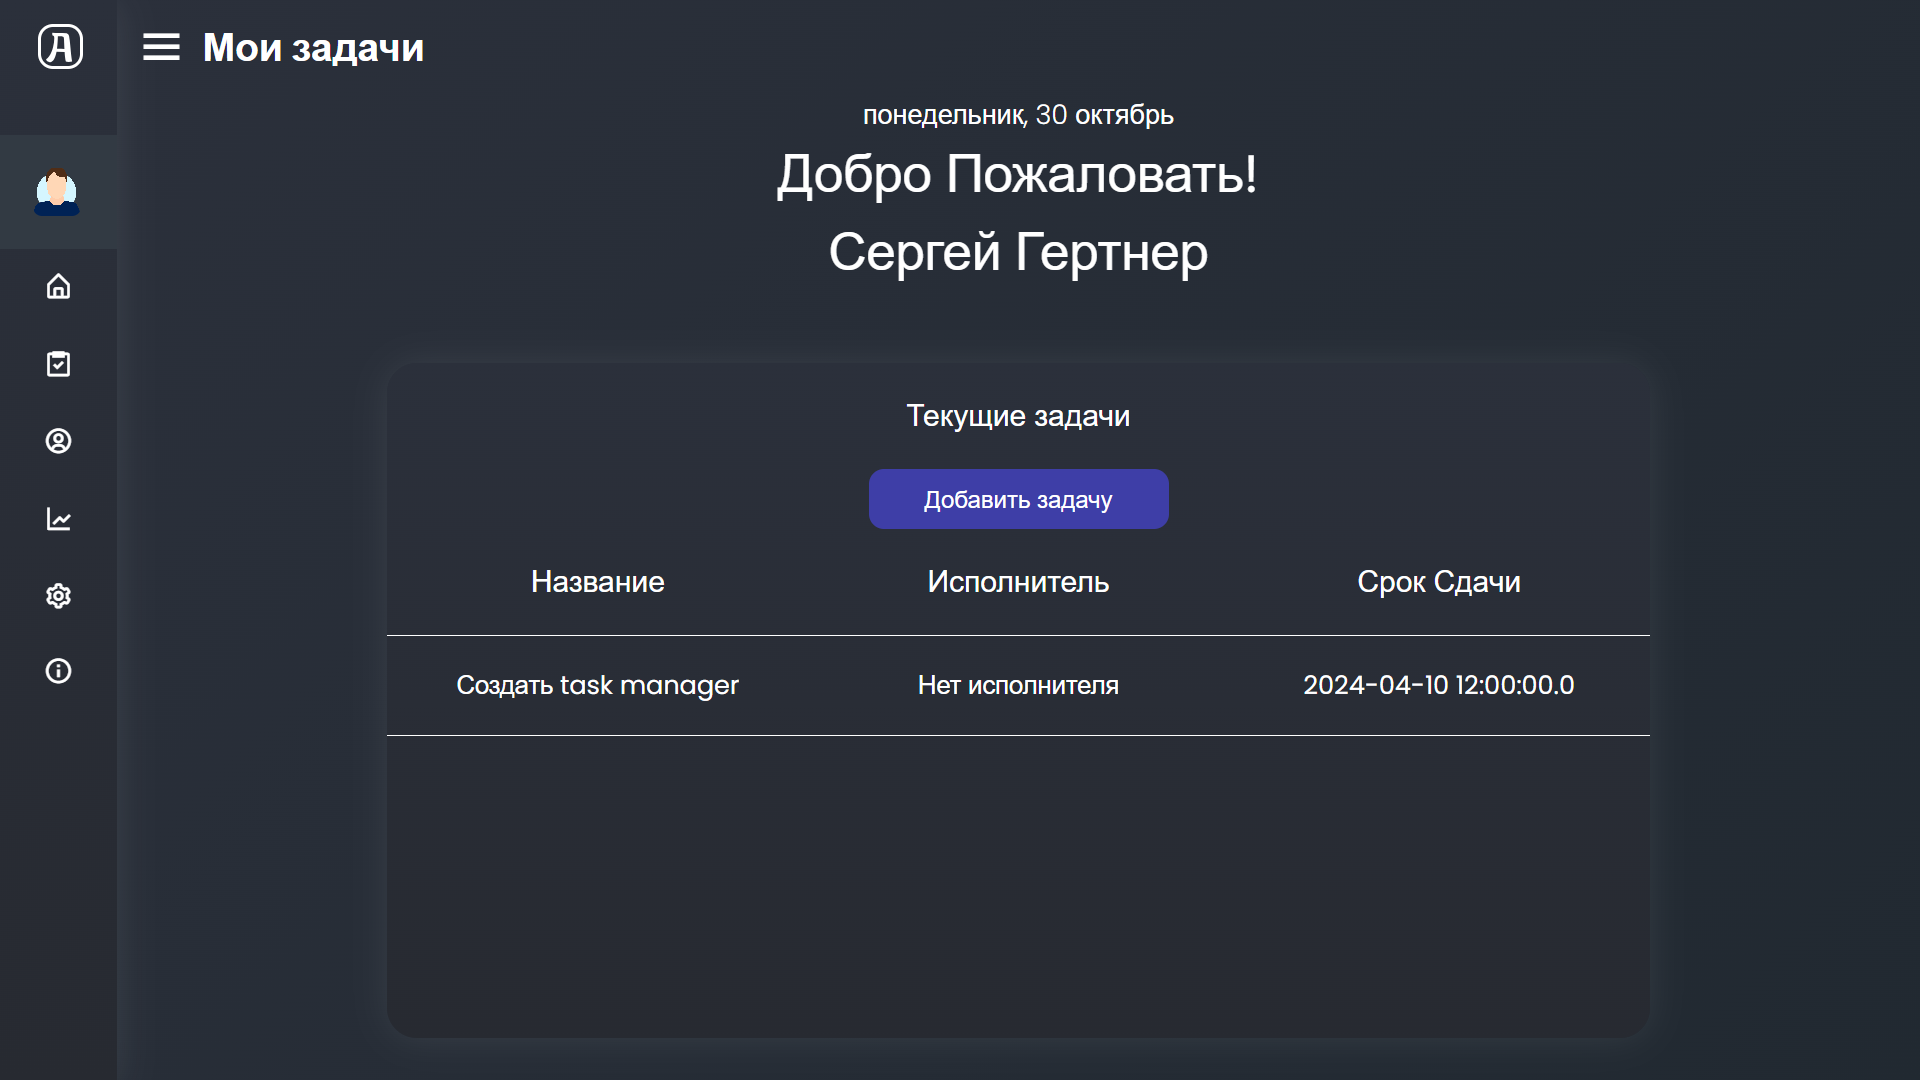 Мои задачи
понедельник, 30 октябрь
Добро Пожаловать!
Сергей Гертнер
Текущие задачи
Добавить задачу
Название Исполнитель Срок Сдачи
Создать task manager Нет исполнителя 2024-04-10 12:00:00.0